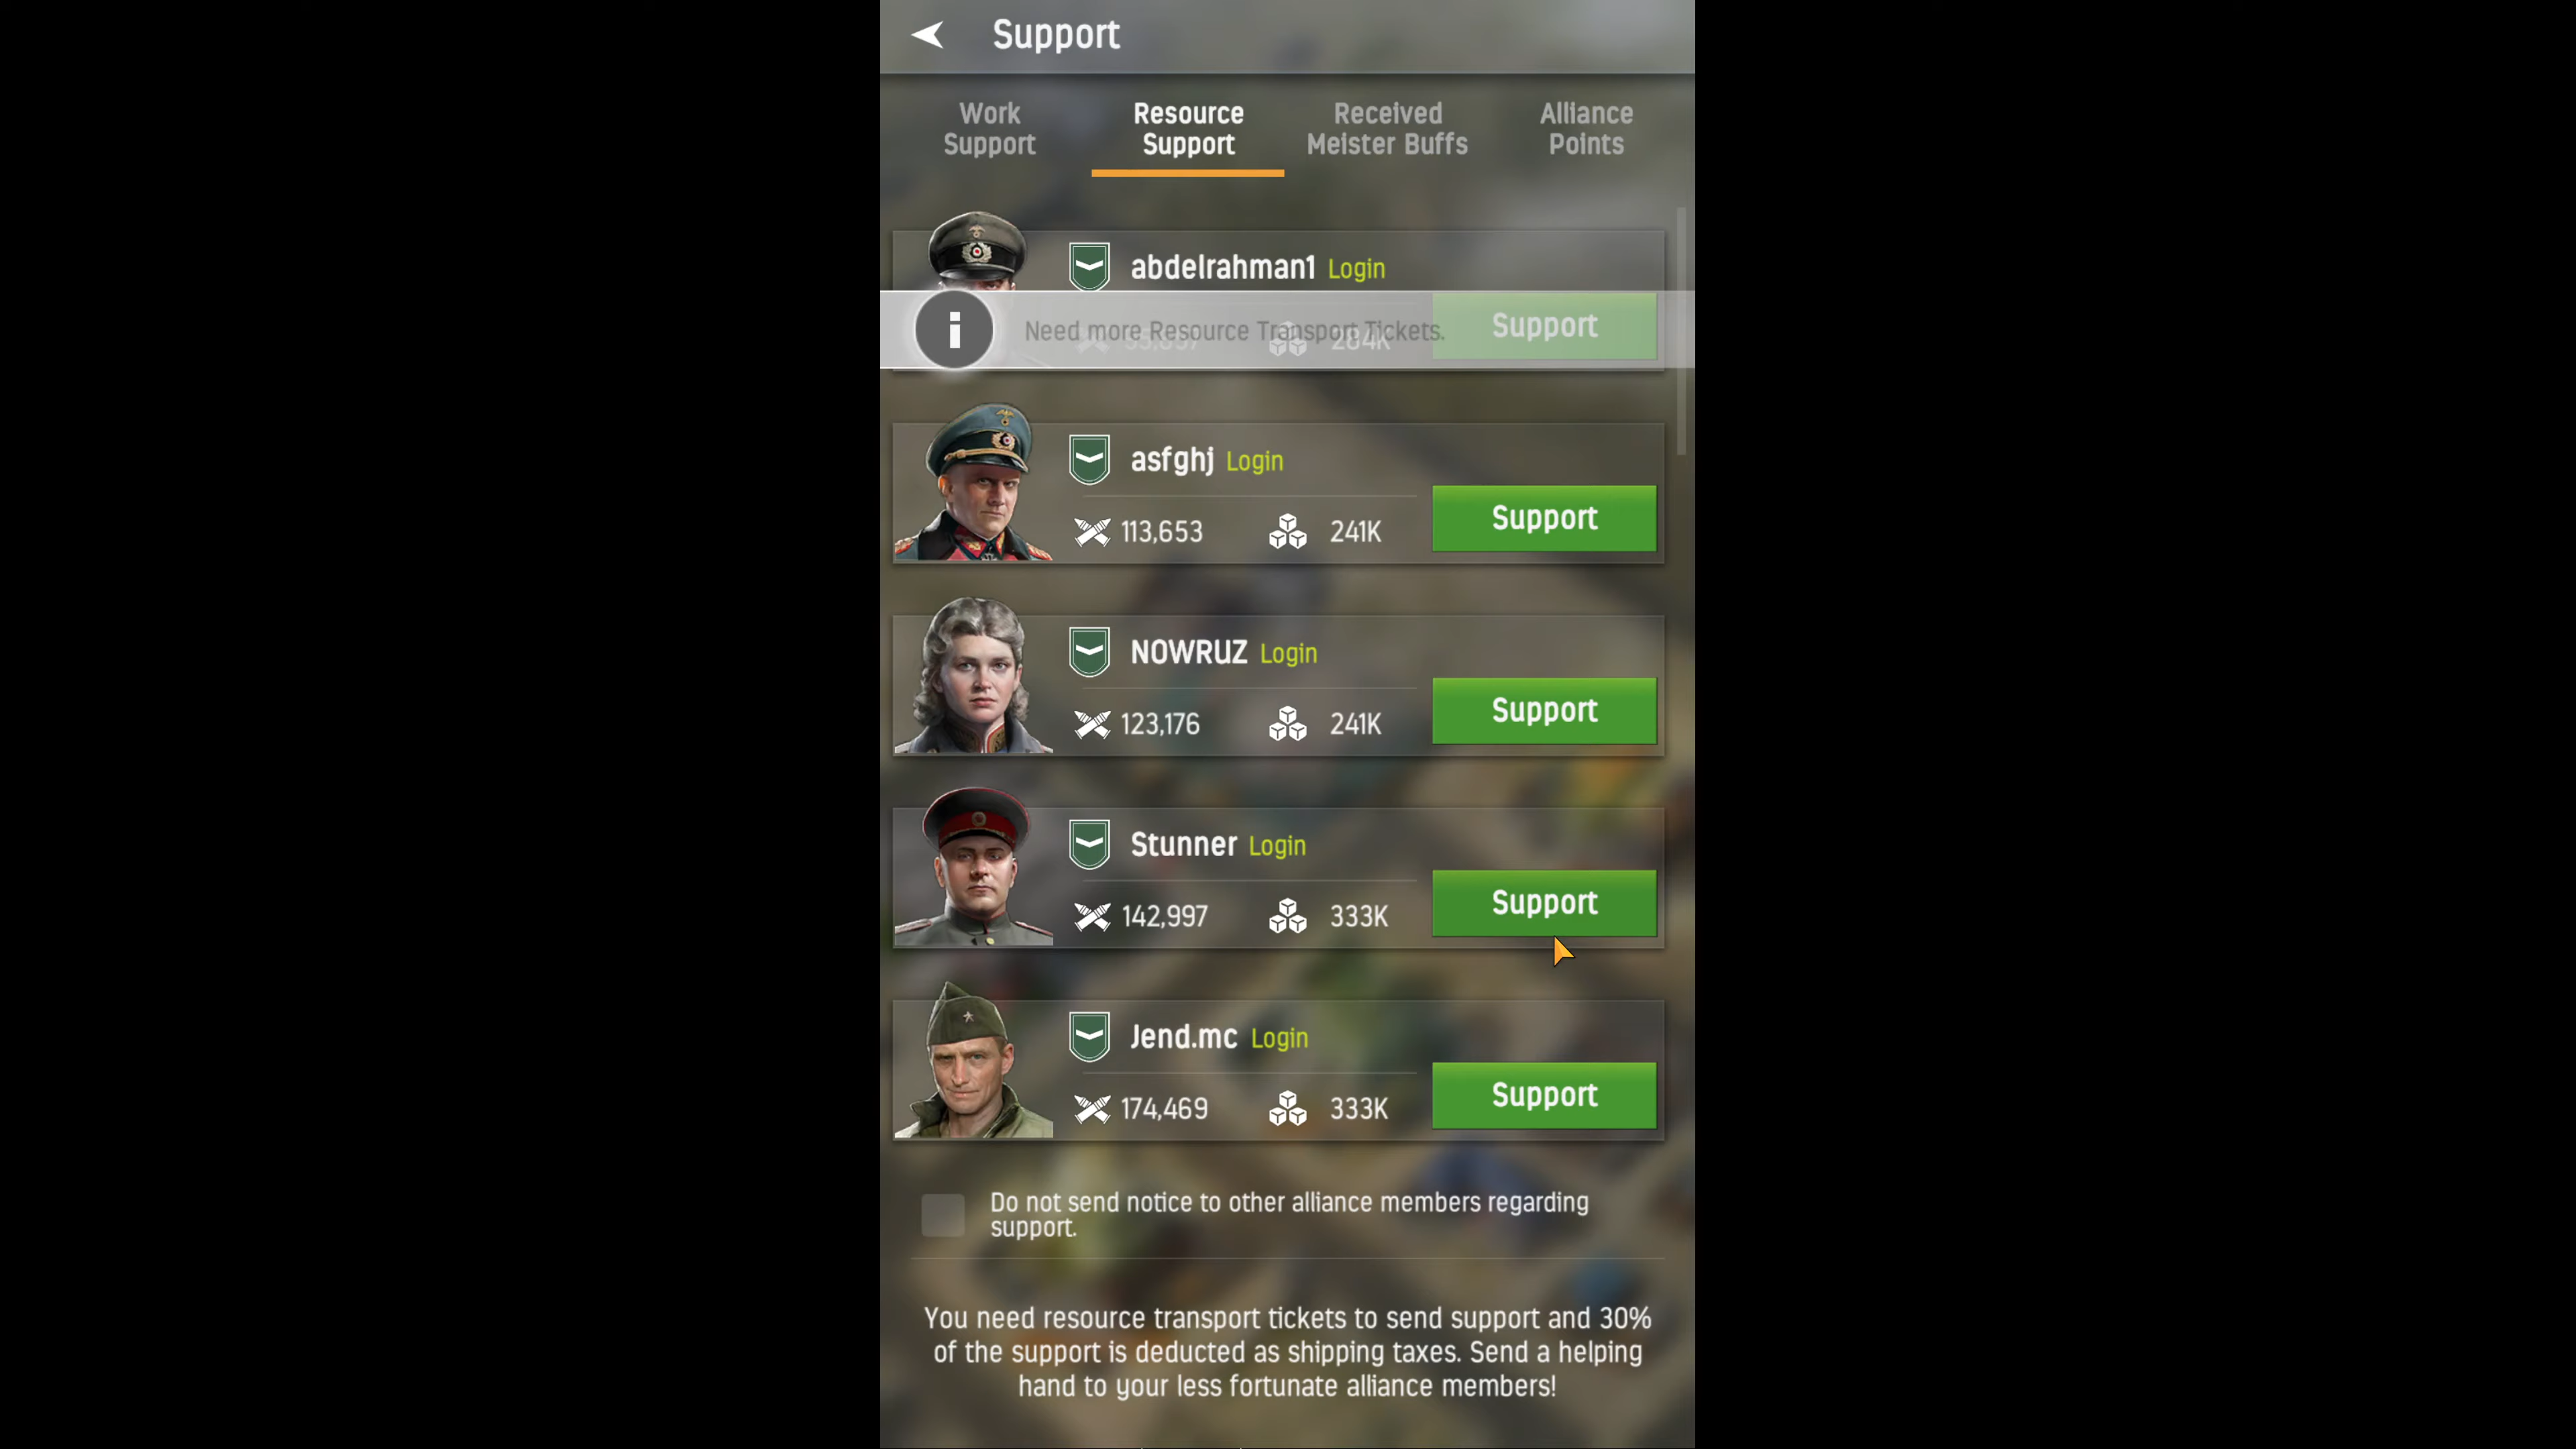 Support
Work
Support
Resource
Support
Received
Meister Buffs
Alliance
Points
abdelrahman1 Login
Need more Resource Transport Tickets.
284K
Support
asfghj Login
113,653
241K
Support
NOWRUZ Login
123,176
241K
Support
Stunner Login
142,997
333K
Support
Jend.mc Login
174,469
333K
Support
Do not send notice to other alliance members regarding
support.
You need resource transport tickets to send support and 30%
of the support is deducted as shipping taxes. Send a helping
hand to your less fortunate alliance members!